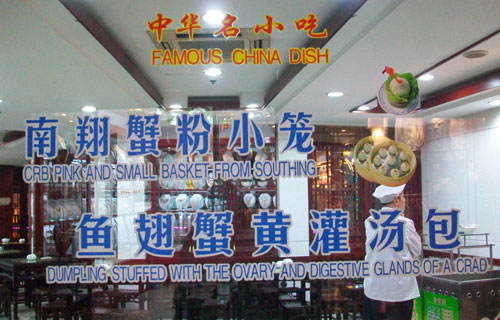 中华名小吃
FAMOUS CHINA DISH
南翔蟹粉小笼
CRB PINK AND SMALL BASKET FROM SOUTHING
鱼翅蟹黄灌汤包
DUMPLING STUFFED WITH THE OVARY AND DIGESTIVE GLANDS OF A CRAD